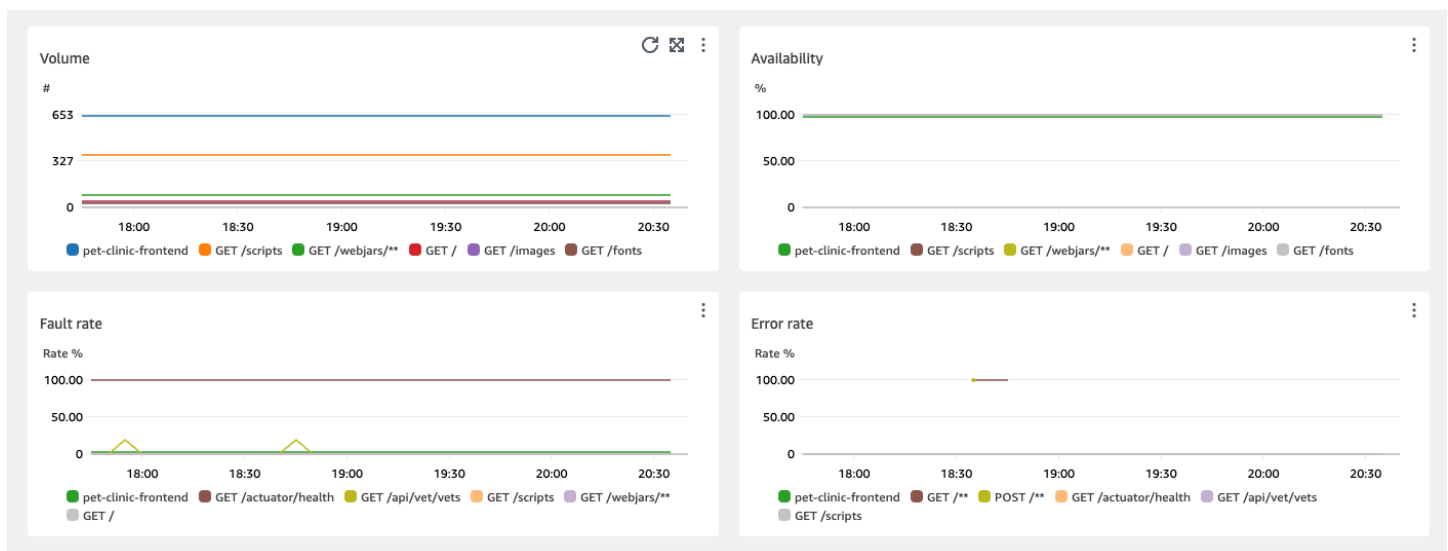 Volume
#
653
327
0
18:00 18:30 19:00 19:30 20:00 20:30
pet-clinic-frontend GET /scripts GET /webjars/** GET / GET /images GET /fonts
Availability
%
100.00
50.00
0
18:00 18:30 19:00 19:30 20:00 20:30
pet-clinic-frontend GET /scripts GET /webjars/** GET / GET /images GET /fonts
Fault rate
Rate %
100.00
50.00
0
18:00 18:30 19:00 19:30 20:00 20:30
pet-clinic-frontend GET /actuator/health GET /api/vet/vets GET /scripts GET /webjars/**
GET /
Error rate
Rate %
100.00
50.00
0
18:00 18:30 19:00 19:30 20:00 20:30
pet-clinic-frontend GET /** POST /** GET /actuator/health GET /api/vet/vets
GET /scripts